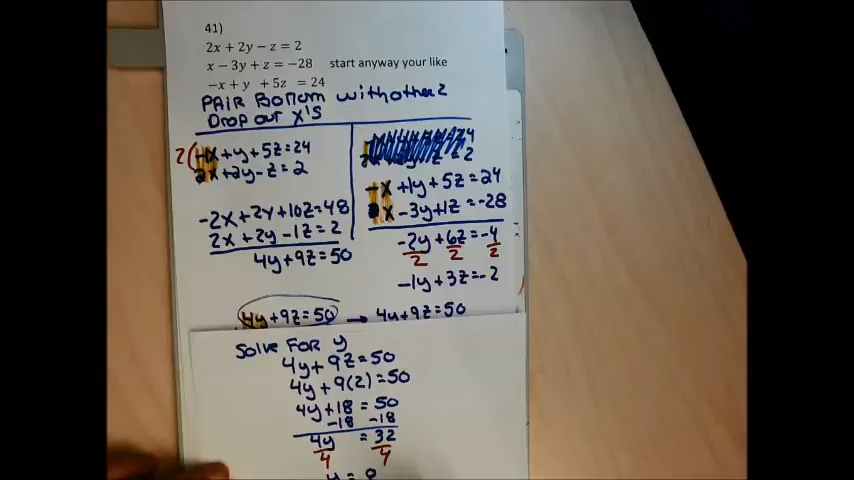 41)
2x + 2y − z = 2
x − 3y + z = −28 start anyway your like
−x + y + 5z = 24
PAIR BOTTOM with other 2
DROP OUT X'S
2(-1x+y+5z=24
2x+2y-z=2
-2x+2y+10z=48
2x+2y-1z=2
4y+9z=50
-x+1y+5z=24
x-3y+1z=-28
-2y+6z=-4
2 2 2
-1y+3z=-2
4y+9z=50 → 4y+9z=50
SOLVE FOR y
4y+9z=50
4y+9(2)=50
4y+18=50
-18 -18
4y = 32
4 4
y = 8